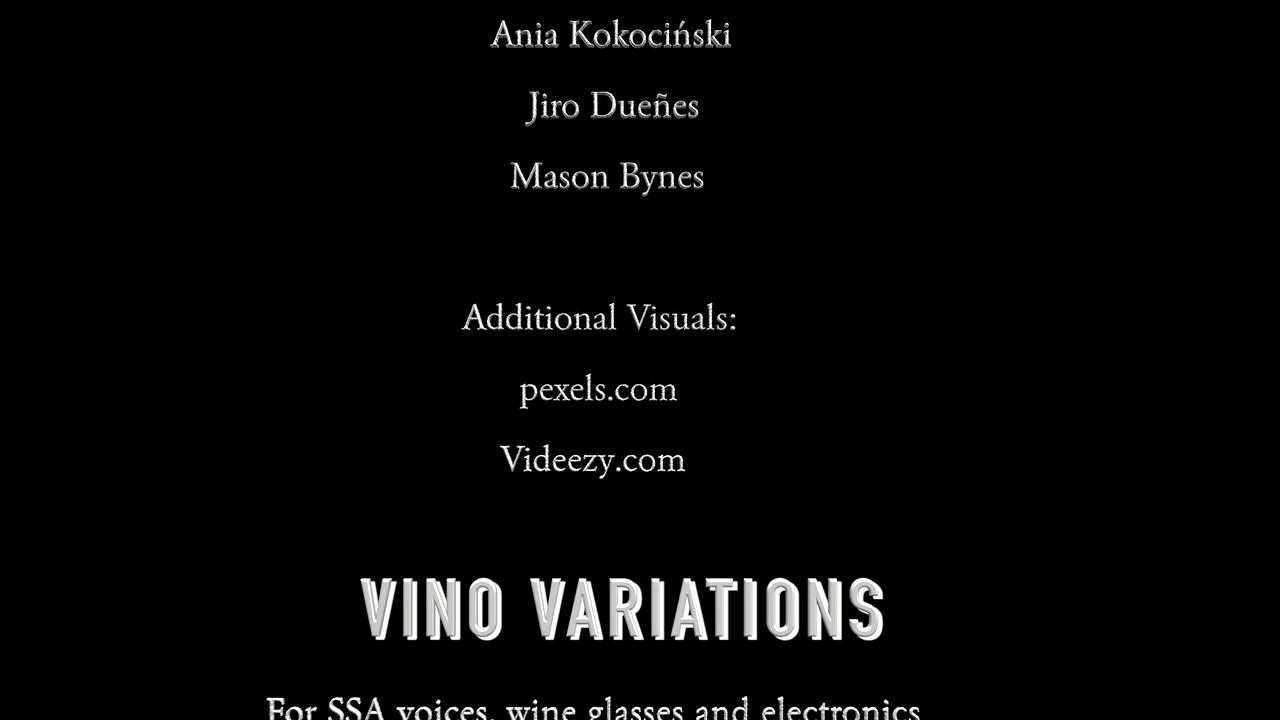 Ania Kokociński
Jiro Dueñes
Mason Bynes
Additional Visuals:
pexels.com
Videezy.com
VINO VARIATIONS
For SSA voices, wine glasses and electronics